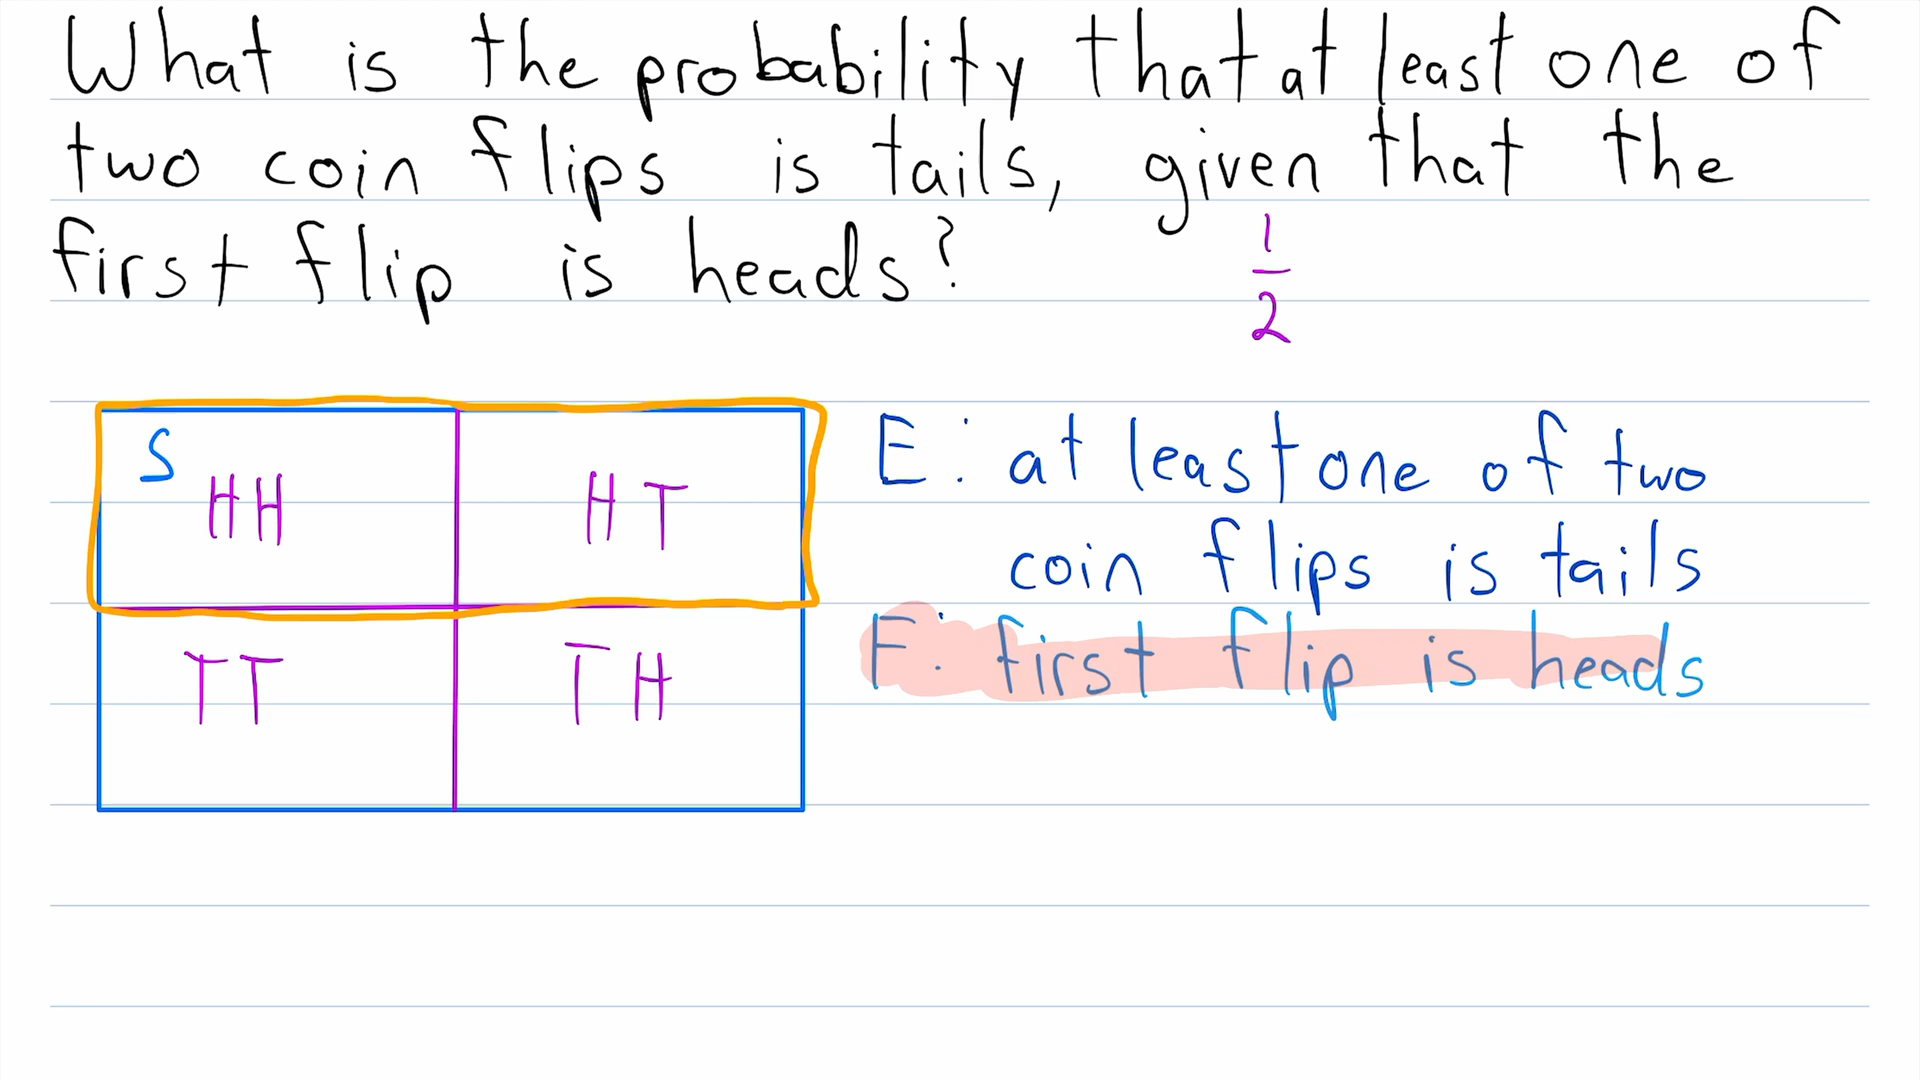 What is the probability that at least one of
two coin flips is tails, given that the
first flip is heads?
1
2
S
HH
HT
TT
TH
E: at least one of two
coin flips is tails
F: first flip is heads